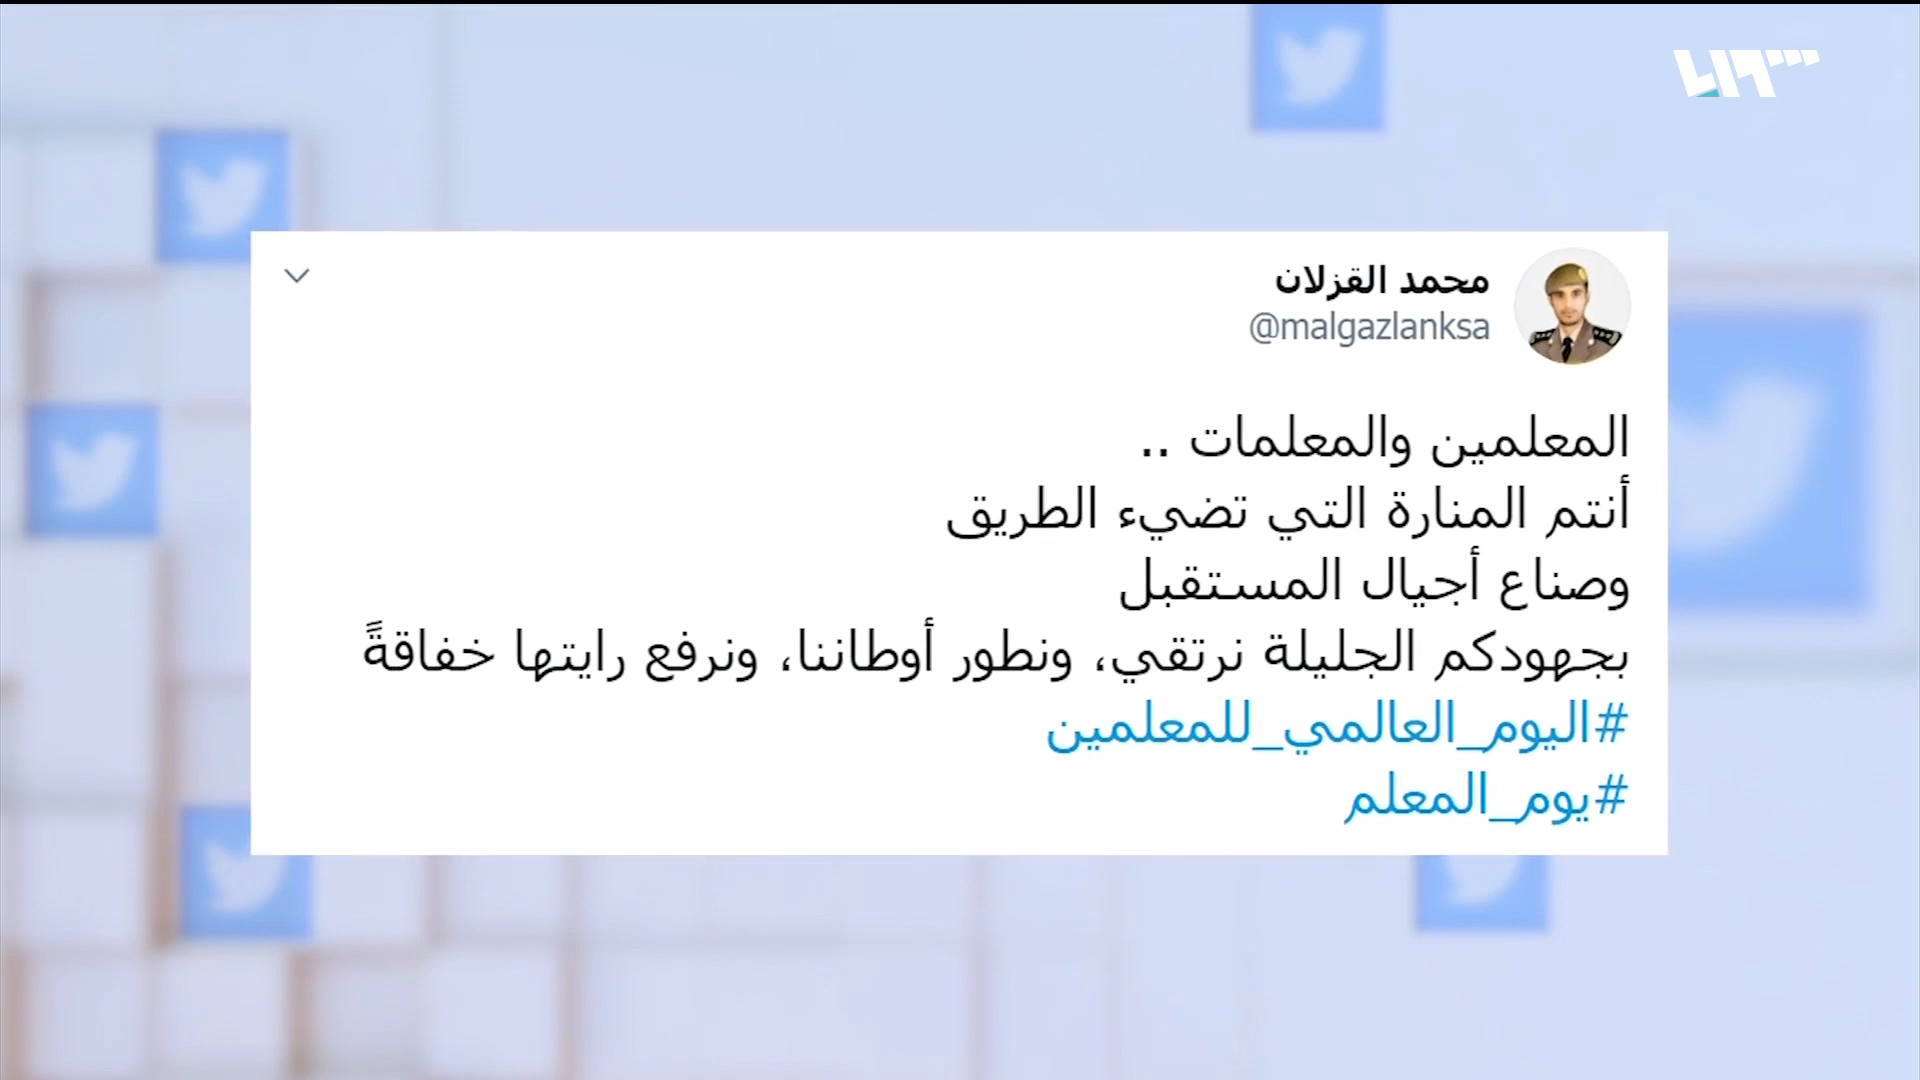 محمد القزلان
@malgazlanksa
المعلمين والمعلمات ..
أنتم المنارة التي تضيء الطريق
وصناع أجيال المستقبل
بجهودكم الجليلة نرتقي، ونطور أوطاننا، ونرفع رايتها خفاقةً
#اليوم_العالمي_للمعلمين
#يوم_المعلم